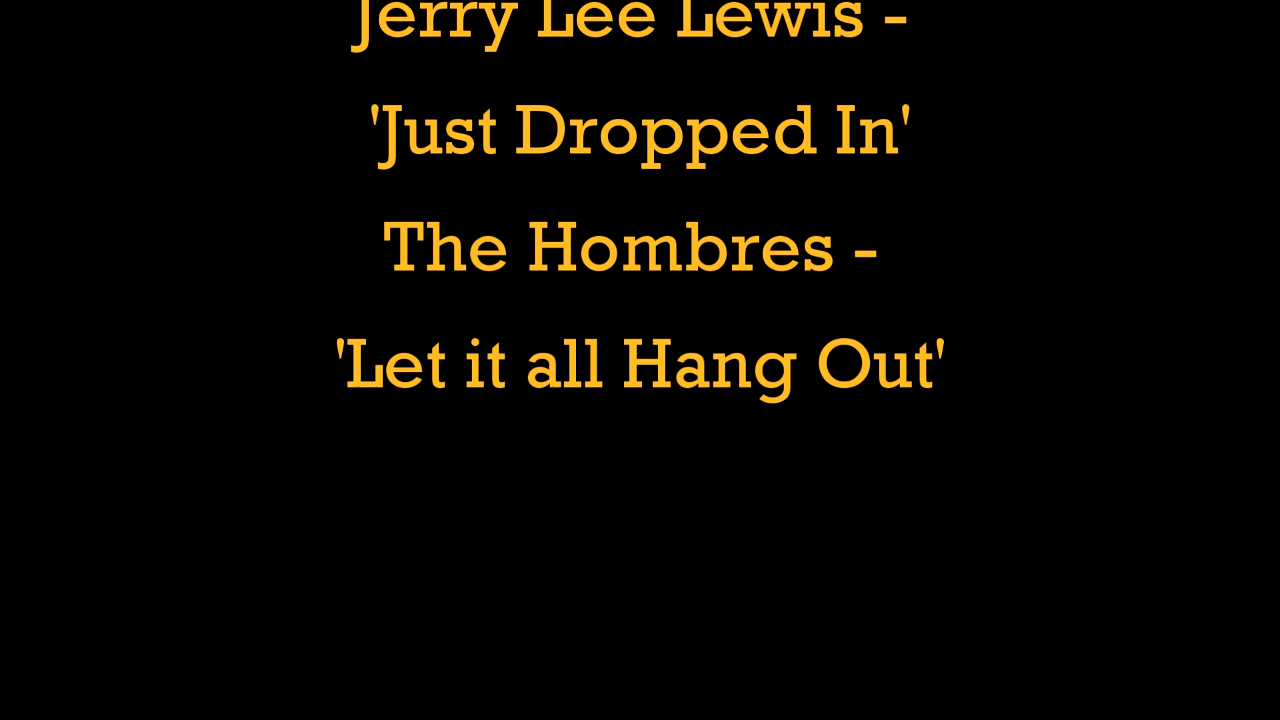 Jerry Lee Lewis -
'Just Dropped In'
The Hombres -
'Let it all Hang Out'